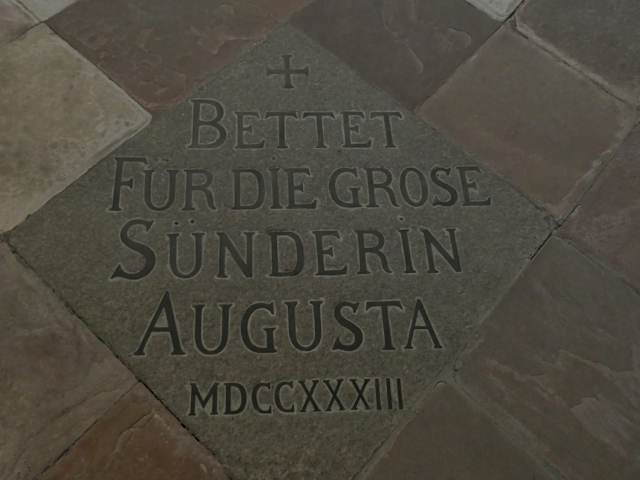 BETTET
FÜR DIE GROSE
SÜNDERIN
AUGUSTA
MDCCXXXIII